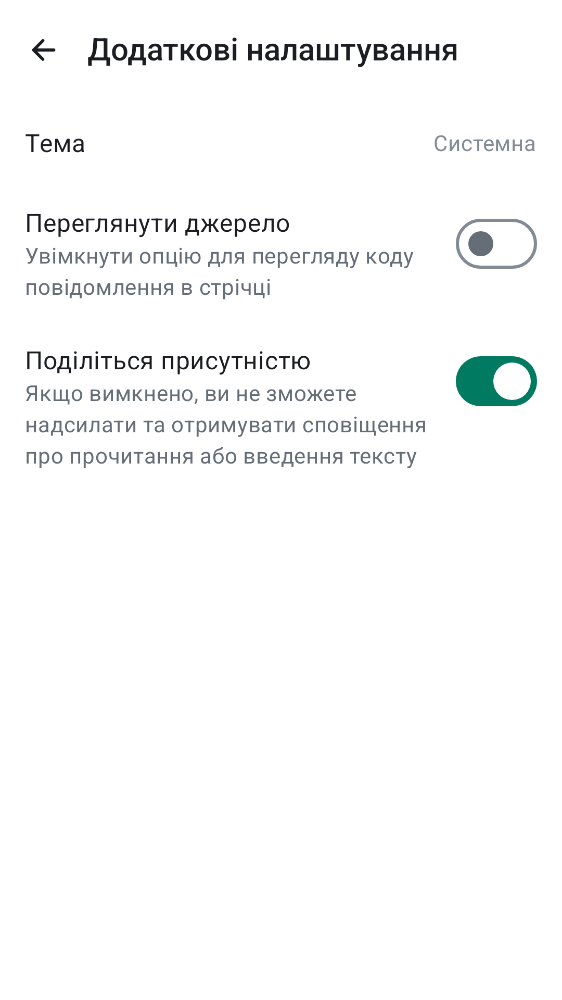 Додаткові налаштування
Тема
Системна
Переглянути джерело
Увімкнути опцію для перегляду коду
повідомлення в стрічці
Поділіться присутністю
Якщо вимкнено, ви не зможете
надсилати та отримувати сповіщення
про прочитання або введення тексту